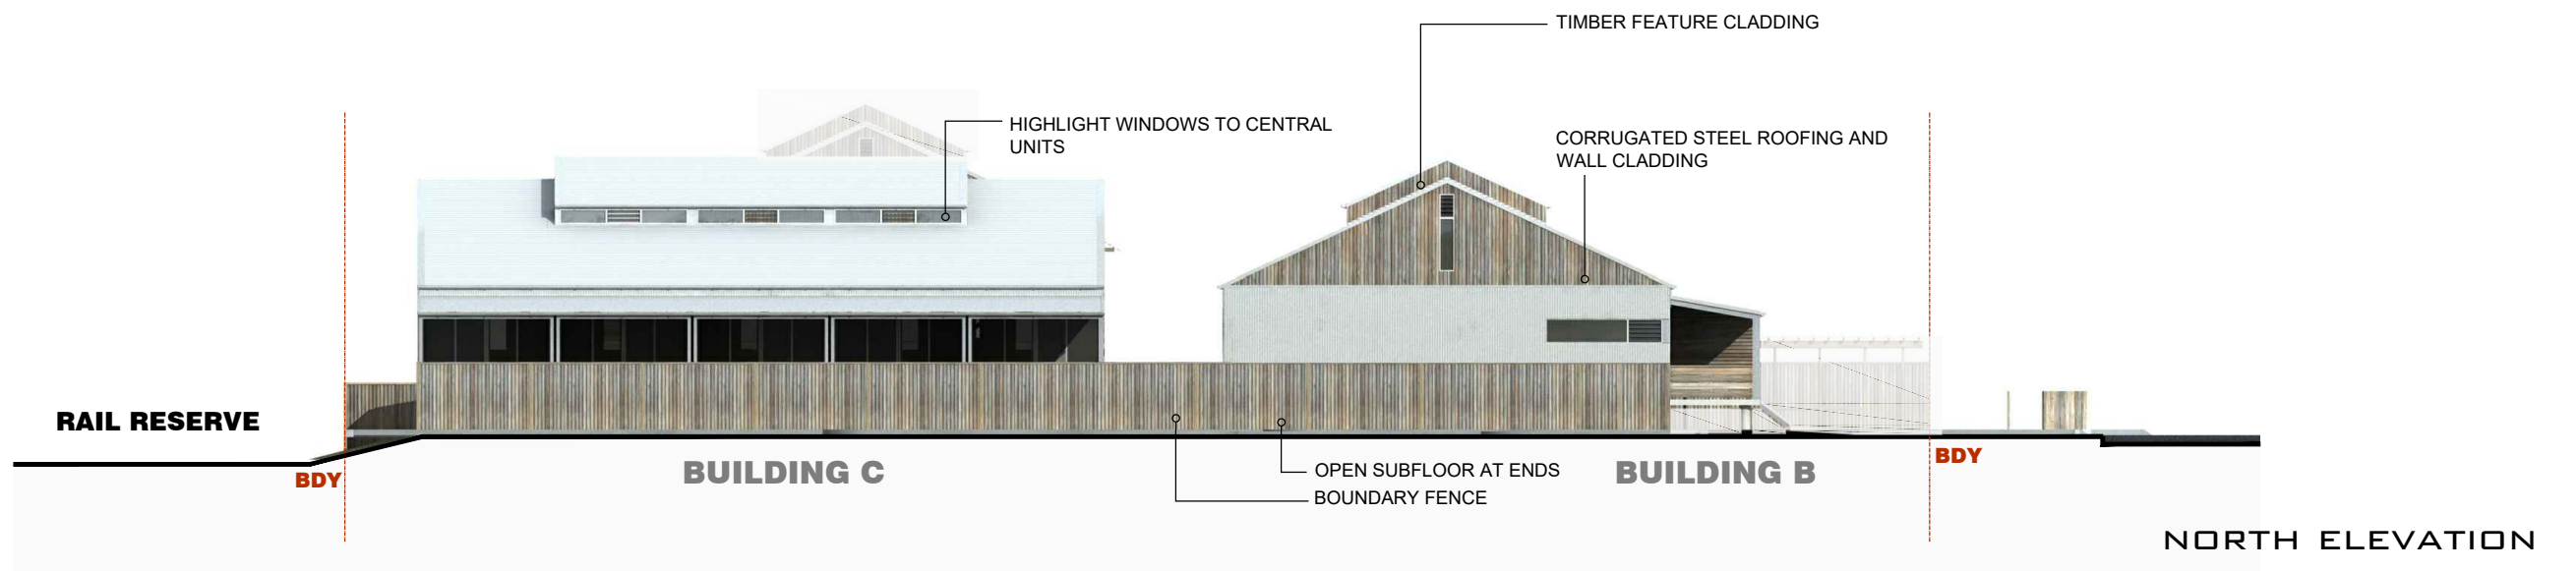 TIMBER FEATURE CLADDING
HIGHLIGHT WINDOWS TO CENTRAL
UNITS
CORRUGATED STEEL ROOFING AND
WALL CLADDING
RAIL RESERVE
BDY
BUILDING C
OPEN SUBFLOOR AT ENDS
BOUNDARY FENCE
BUILDING B
BDY
NORTH ELEVATION